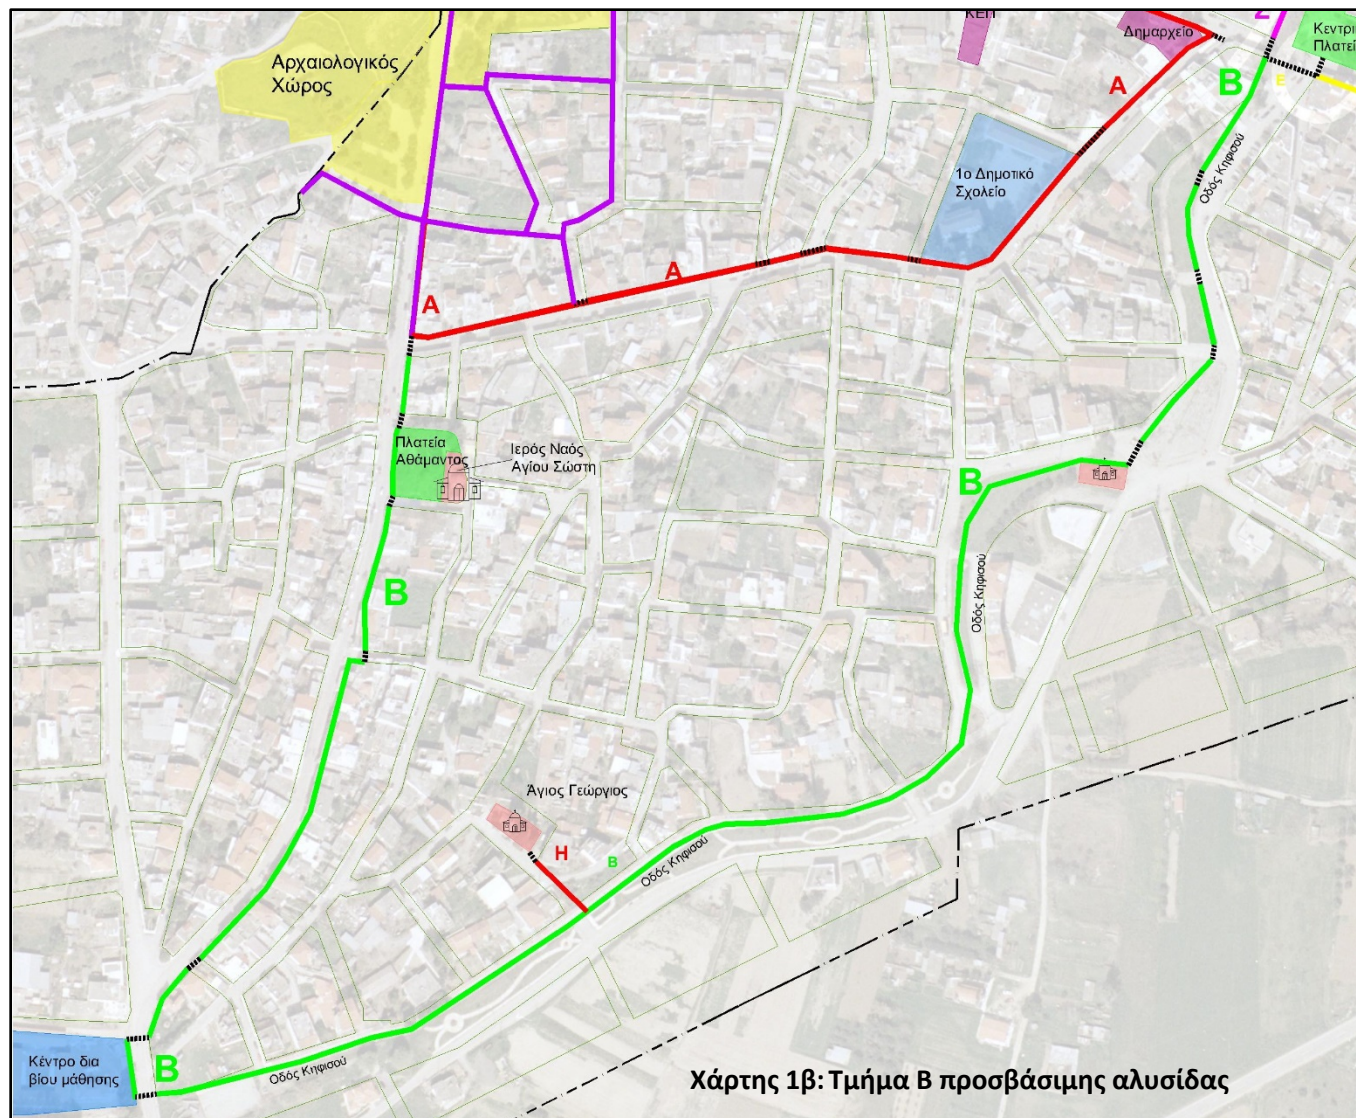 ΚΕΠ
Δημαρχείο
Σ
Κεντρι
Πλατεί
Αρχαιολογικός
Χώρος
Α
Β
Ε
Οδός Κηφισού
1ο Δημοτικό
Σχολείο
Α
Α
Πλατεία
Αθάμαντος
Ιερός Ναός
Αγίου Σώστη
Β
Β
Οδός Κηφισού
Άγιος Γεώργιος
Η
Β
Οδός Κηφισού
Κέντρο δια
βίου μάθησης
Β
Οδός Κηφισού
Χάρτης 1β: Τμήμα Β προσβάσιμης αλυσίδας